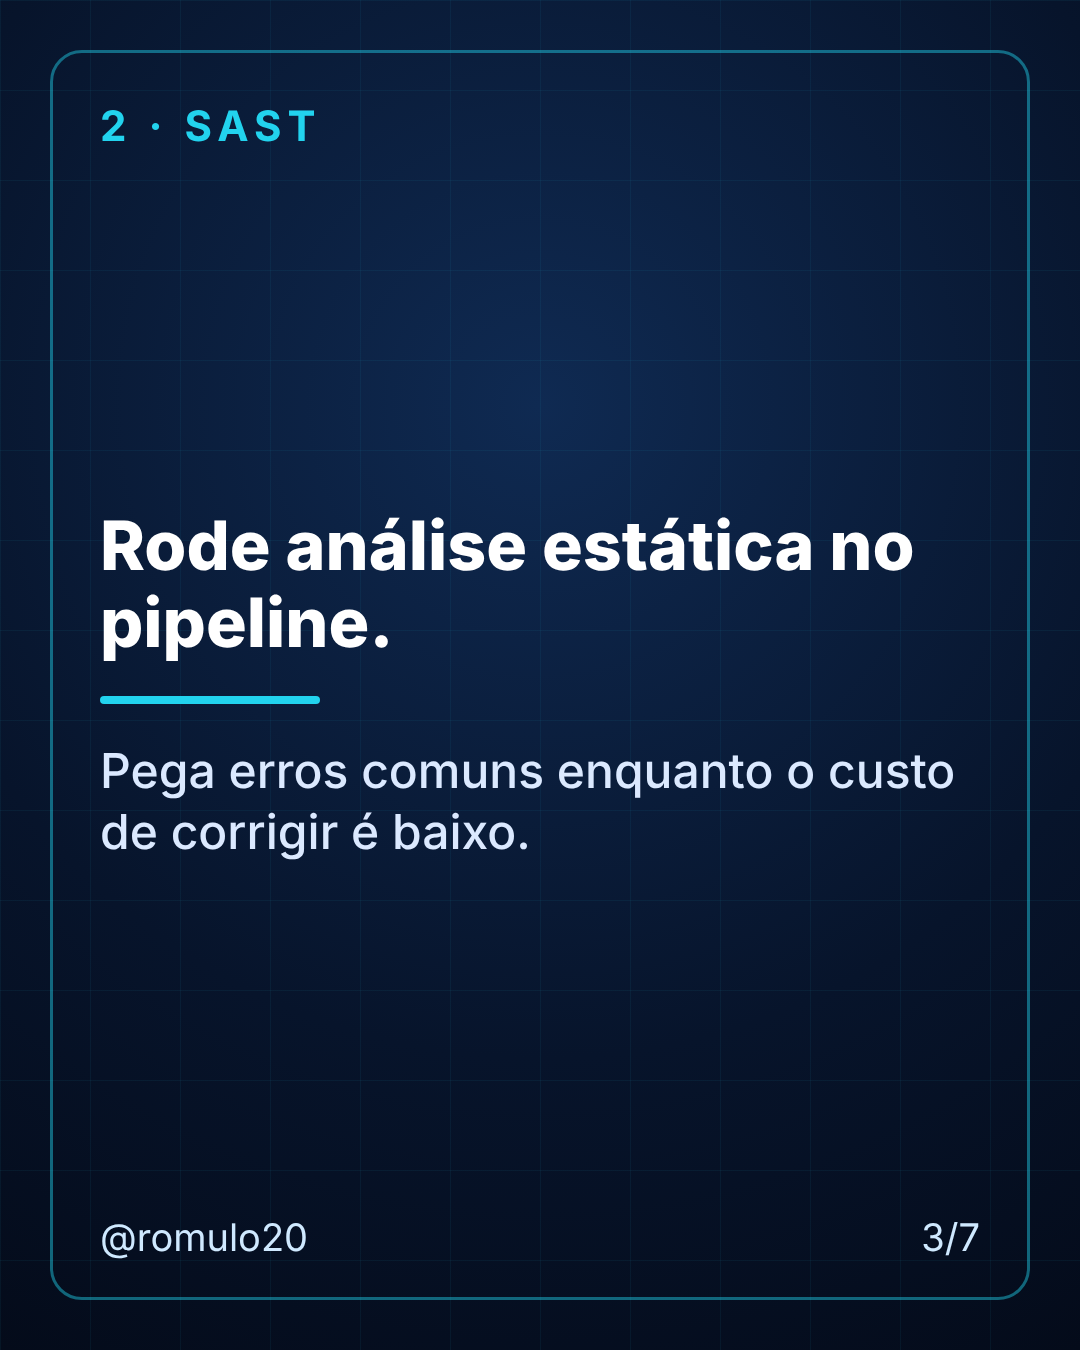 2 · SAST
Rode análise estática no
pipeline.
Pega erros comuns enquanto o custo
de corrigir é baixo.
@romulo20
3/7